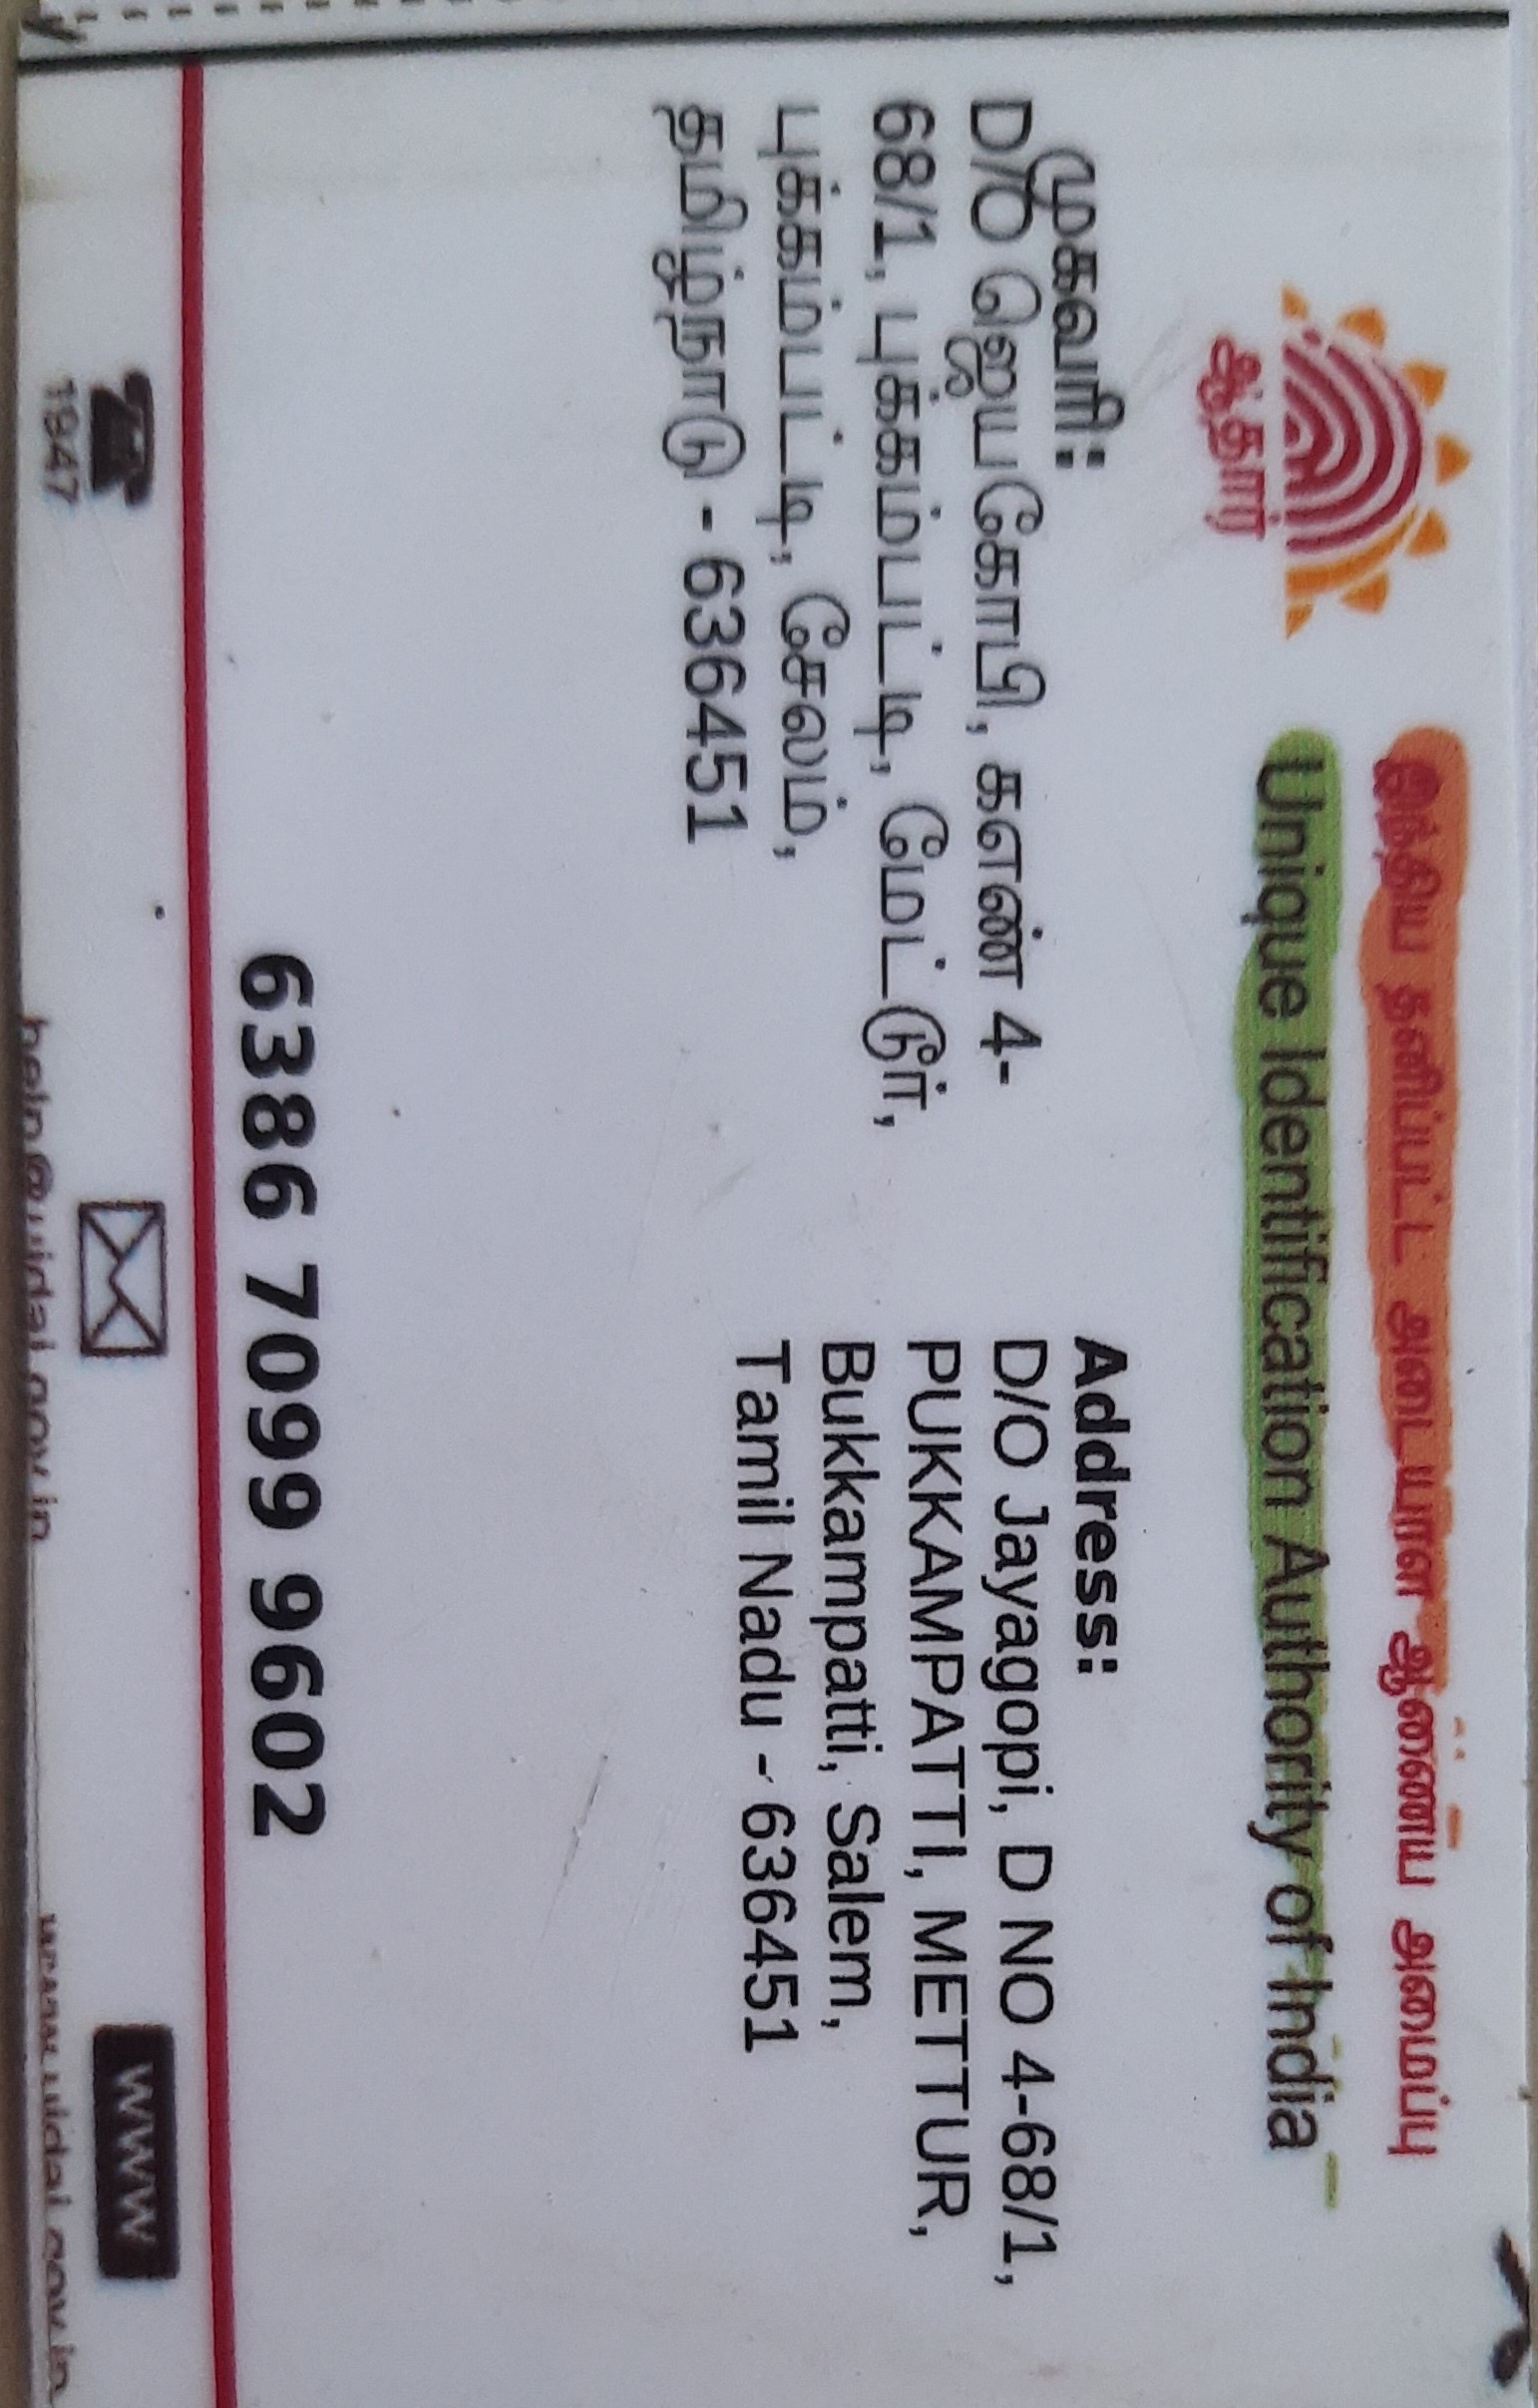 இந்திய தனிப்பட்ட அடையாள ஆணைய அமைப்பு
Unique Identification Authority of India
ஆதார்
முகவரி:
D/O ஜெயகோபி, கஎண் 4-
68/1, புக்கம்பட்டி, மேட்டூர்,
புக்கம்பட்டி, சேலம்,
தமிழ்நாடு - 636451
Address:
D/O Jayagopi, D NO 4-68/1,
PUKKAMPATTI, METTUR,
Bukkampatti, Salem,
Tamil Nadu - 636451
6386 7099 9602
1947
help@uidai.gov.in
WWW
www.uidai.gov.in